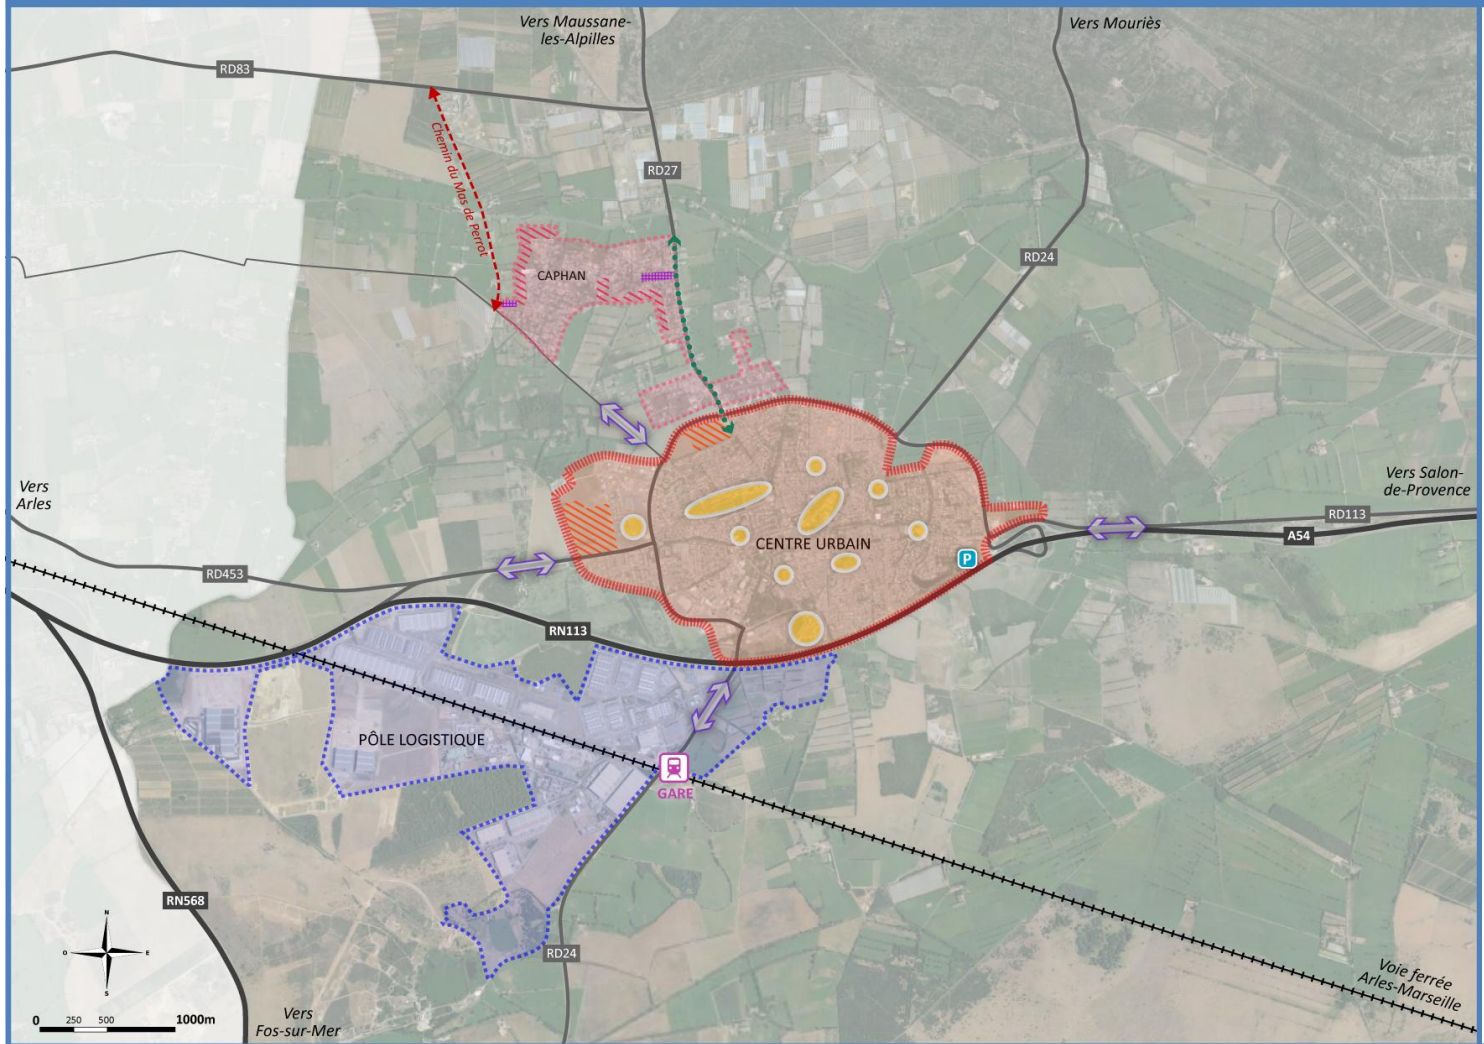 Vers Maussane-
les-Alpilles
Vers Mouriès
RD83
Chemin du Mas de Perrot
RD27
RD24
CAPHAN
Vers
Arles
Vers Salon-
de-Provence
RD113
A54
CENTRE URBAIN
P
RD453
RN113
PÔLE LOGISTIQUE
GARE
RN568
RD24
N
O
E
S
Voie ferrée
Arles-Marseille
Vers
Fos-sur-Mer
0 250 500 1000m